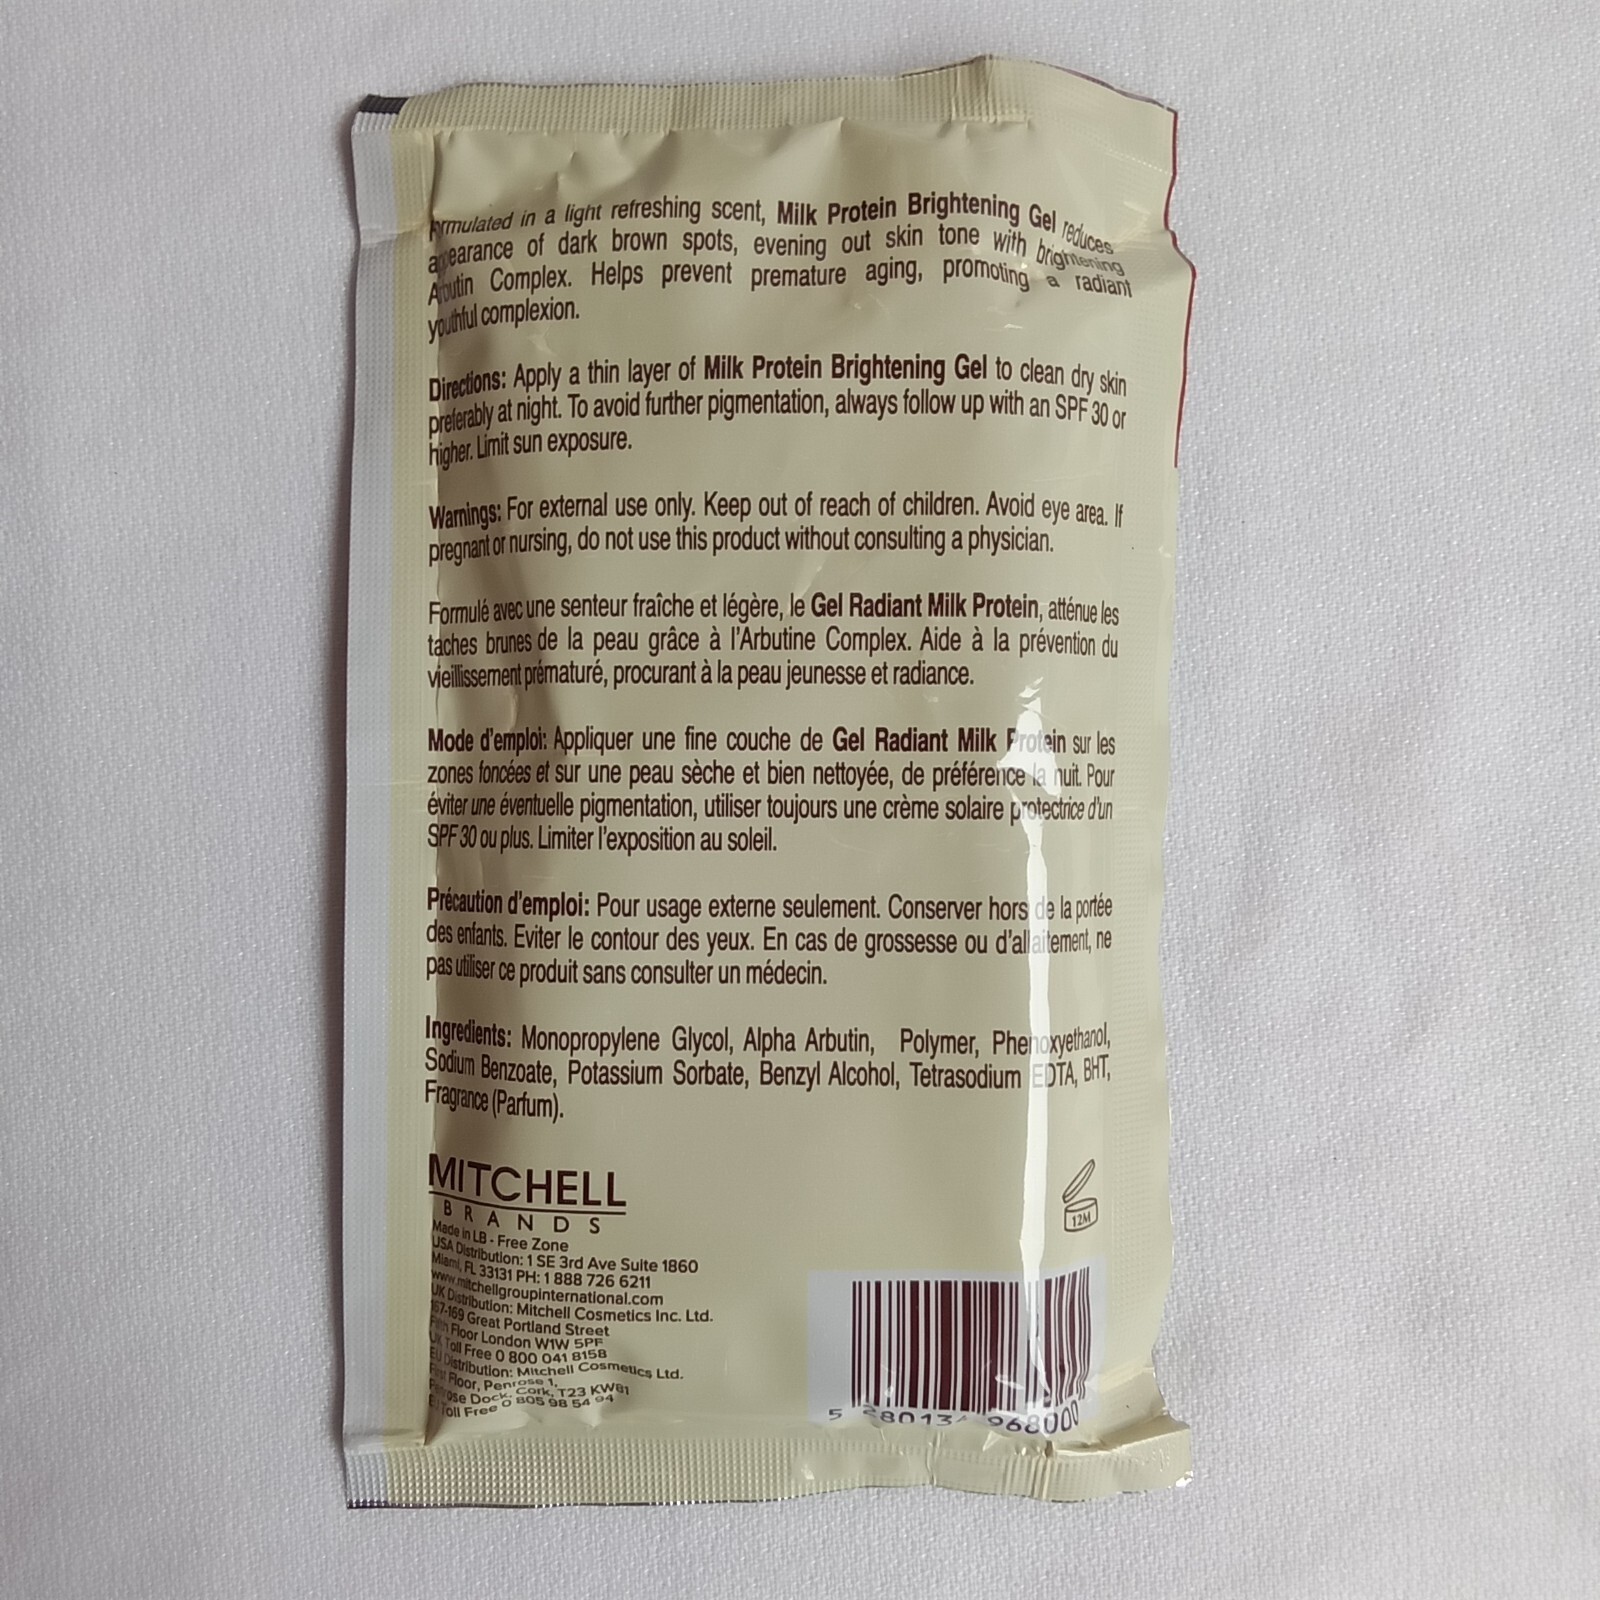 Formulated in a light refreshing scent, Milk Protein Brightening Gel reduces
appearance of dark brown spots, evening out skin tone with brightening
Arbutin Complex. Helps prevent premature aging, promoting a radiant
youthful complexion.
Directions: Apply a thin layer of Milk Protein Brightening Gel to clean dry skin
preferably at night. To avoid further pigmentation, always follow up with an SPF 30 or
higher. Limit sun exposure.
Warnings: For external use only. Keep out of reach of children. Avoid eye area. If
pregnant or nursing, do not use this product without consulting a physician.
Formulé avec une senteur fraîche et légère, le Gel Radiant Milk Protein, atténue les
taches brunes de la peau grâce à l'Arbutine Complex. Aide à la prévention du
vieillissement prématuré, procurant à la peau jeunesse et radiance.
Mode d'emploi: Appliquer une fine couche de Gel Radiant Milk Protein sur les
zones foncées et sur une peau sèche et bien nettoyée, de préférence la nuit. Pour
éviter une éventuelle pigmentation, utiliser toujours une crème solaire protectrice d'un
SPF 30 ou plus. Limiter l'exposition au soleil.
Précaution d'emploi: Pour usage externe seulement. Conserver hors de la portée
des enfants. Eviter le contour des yeux. En cas de grossesse ou d'allaitement, ne
pas utiliser ce produit sans consulter un médecin.
Ingredients: Monopropylene Glycol, Alpha Arbutin, Polymer, Phenoxyethanol,
Sodium Benzoate, Potassium Sorbate, Benzyl Alcohol, Tetrasodium EDTA, BHT,
Fragrance (Parfum).
MITCHELL
BRANDS
Made in LB - Free Zone
USA Distribution: 1 SE 3rd Ave Suite 1860
Miami, FL 33131 PH: 1 888 726 6211
www.mitchellgroupinternational.com
UK Distribution: Mitchell Cosmetics Inc. Ltd.
167-169 Great Portland Street
Fifth Floor London W1W 5PF
UK Toll Free 0 800 041 8158
EU Distribution: Mitchell Cosmetics Ltd.
First Floor, Penrose 1,
Penrose Dock, Cork, T23 KW81
EU Toll Free 0 805 98 54 94
12M
5 968000